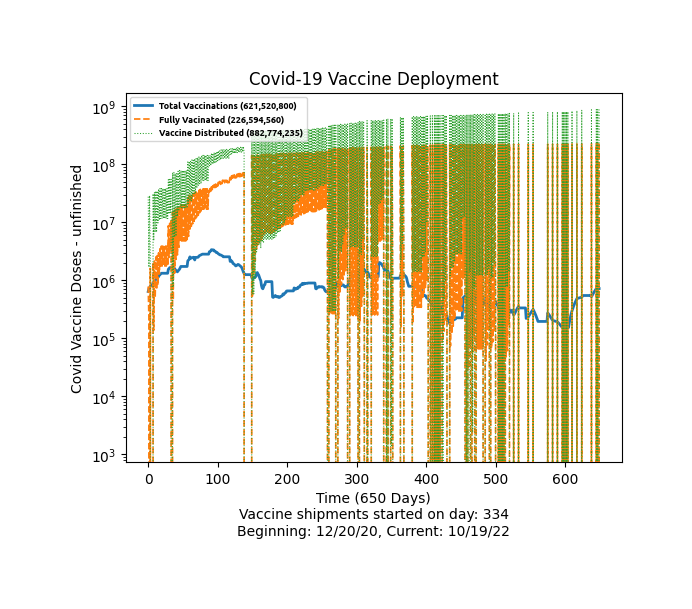 Covid-19 Vaccine Deployment
Total Vaccinations (621,520,800)
Fully Vacinated (226,594,560)
Vaccine Distributed (882,774,235)
Covid Vaccine Doses - unfinished
10⁹
10⁸
10⁷
10⁶
10⁵
10⁴
10³
0 100 200 300 400 500 600
Time (650 Days)
Vaccine shipments started on day: 334
Beginning: 12/20/20, Current: 10/19/22